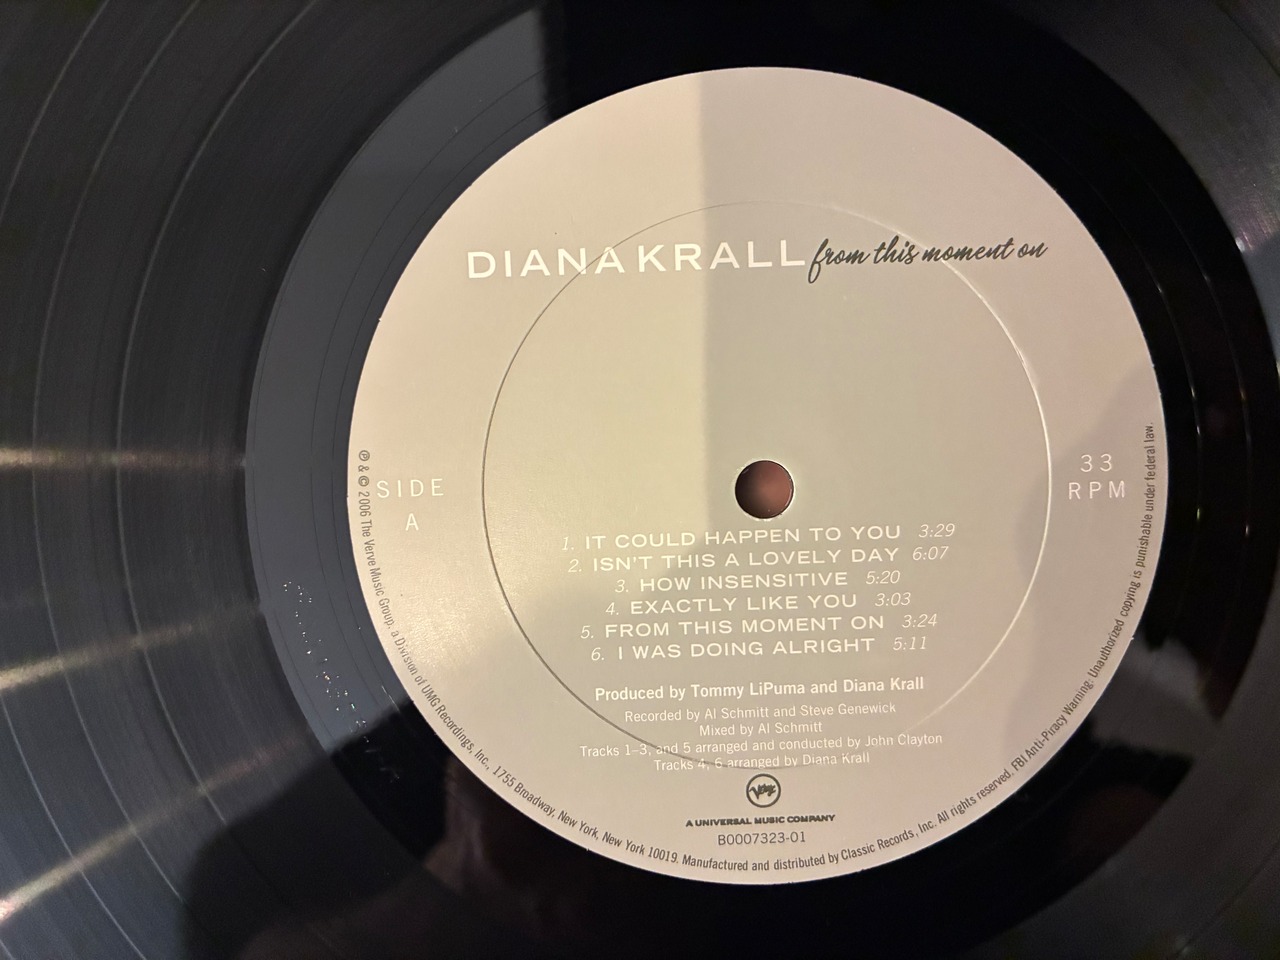 DIANA KRALL from this moment on
SIDE
A
33
RPM
1. IT COULD HAPPEN TO YOU 3:29
2. ISN'T THIS A LOVELY DAY 6:07
3. HOW INSENSITIVE 5:20
4. EXACTLY LIKE YOU 3:03
5. FROM THIS MOMENT ON 3:24
6. I WAS DOING ALRIGHT 5:11
Produced by Tommy LiPuma and Diana Krall
Recorded by Al Schmitt and Steve Genewick
Mixed by Al Schmitt
Tracks 1–3, and 5 arranged and conducted by John Clayton
Tracks 4, 6 arranged by Diana Krall
Verve
A UNIVERSAL MUSIC COMPANY
B0007323-01
℗ & © 2006 The Verve Music Group, a Division of UMG Recordings, Inc., 1755 Broadway, New York, New York 10019. Manufactured and distributed by Classic Records, Inc. All rights reserved. FBI Anti-Piracy Warning: Unauthorized copying is punishable under federal law.